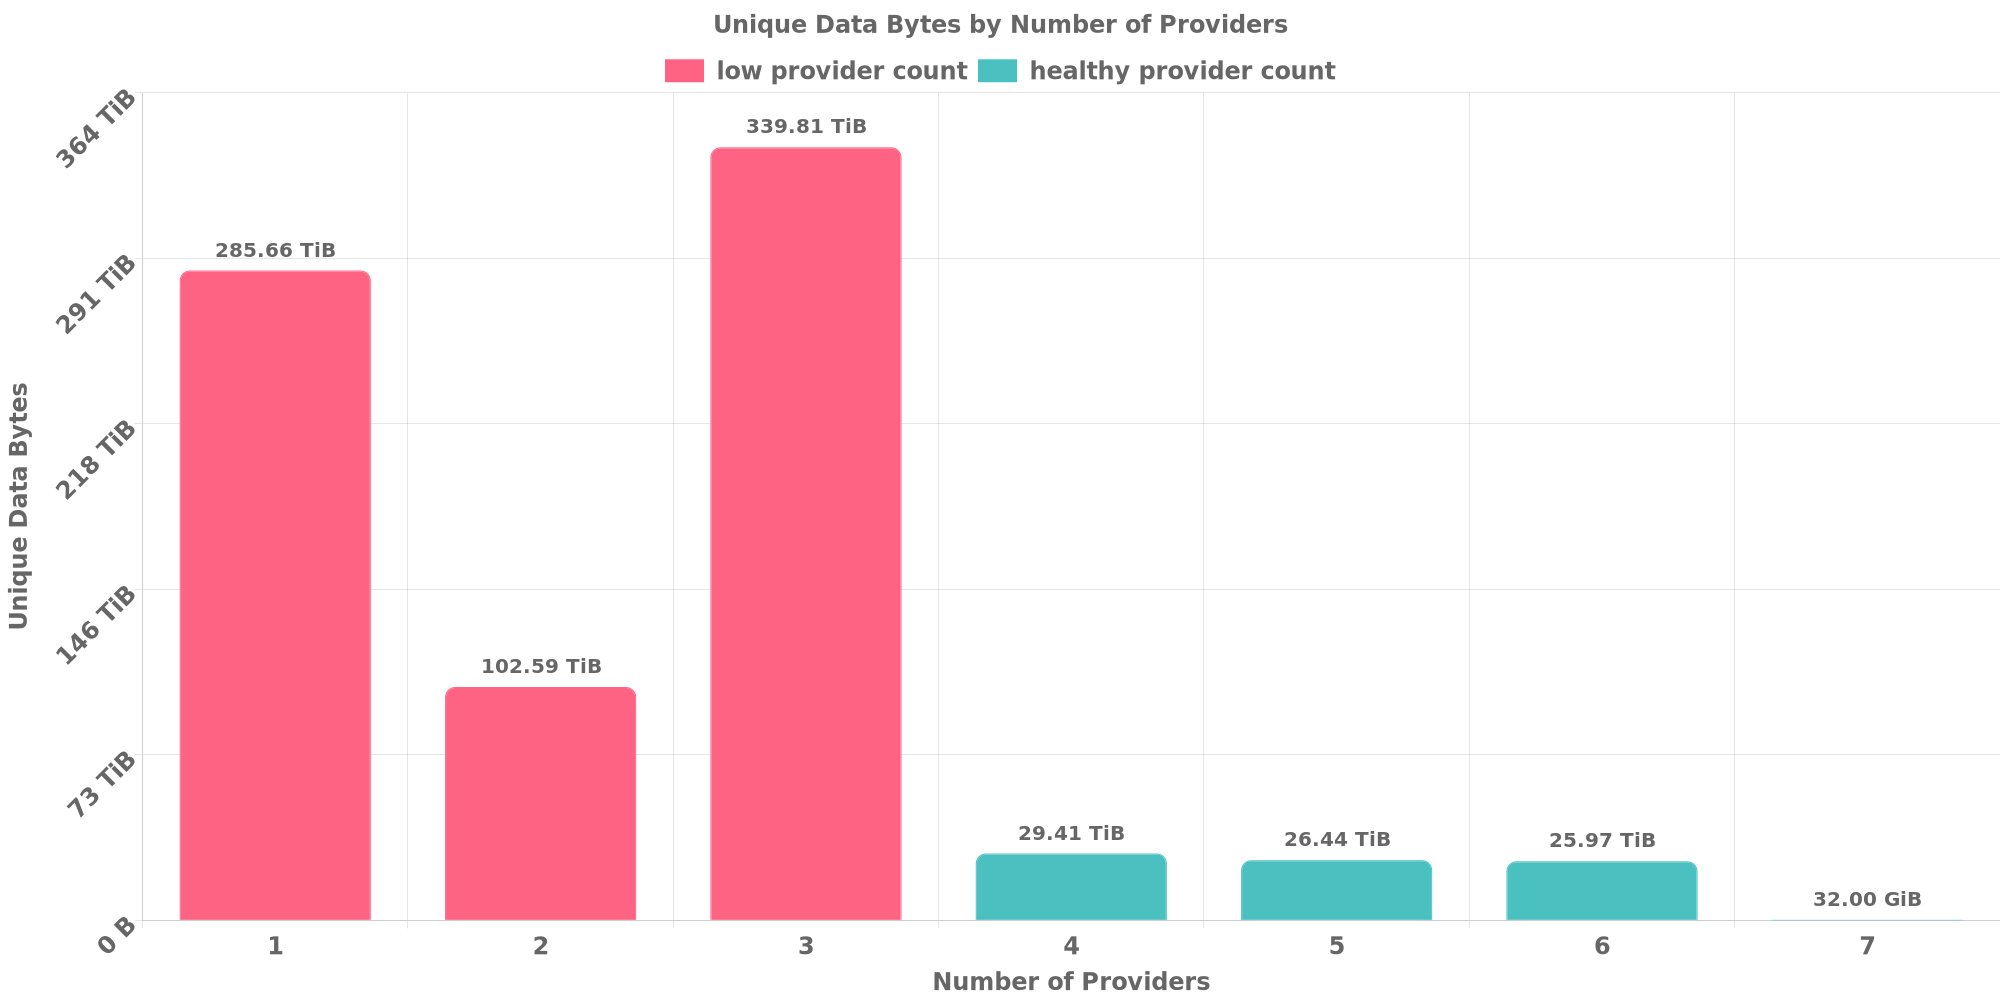 Unique Data Bytes by Number of Providers
low provider count healthy provider count
364 TiB
291 TiB
218 TiB
146 TiB
73 TiB
0 B
Unique Data Bytes
285.66 TiB
102.59 TiB
339.81 TiB
29.41 TiB
26.44 TiB
25.97 TiB
32.00 GiB
1 2 3 4 5 6 7
Number of Providers